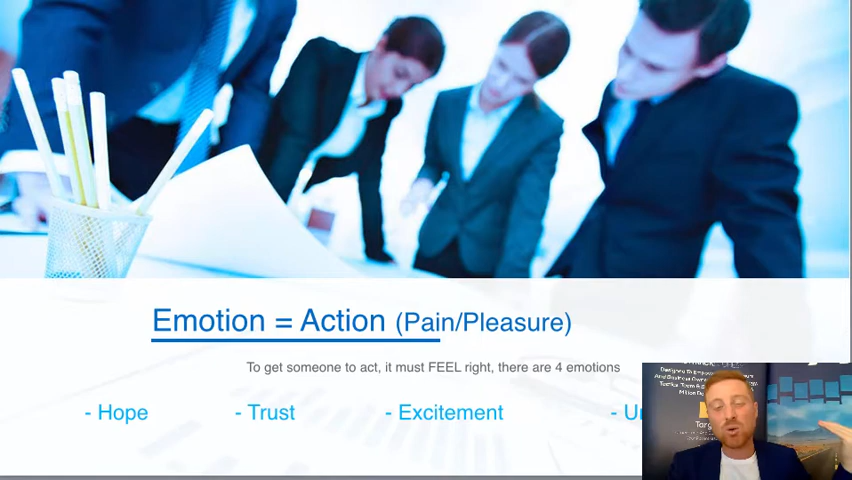 Emotion = Action (Pain/Pleasure)
To get someone to act, it must FEEL right, there are 4 emotions
- Hope - Trust - Excitement - U